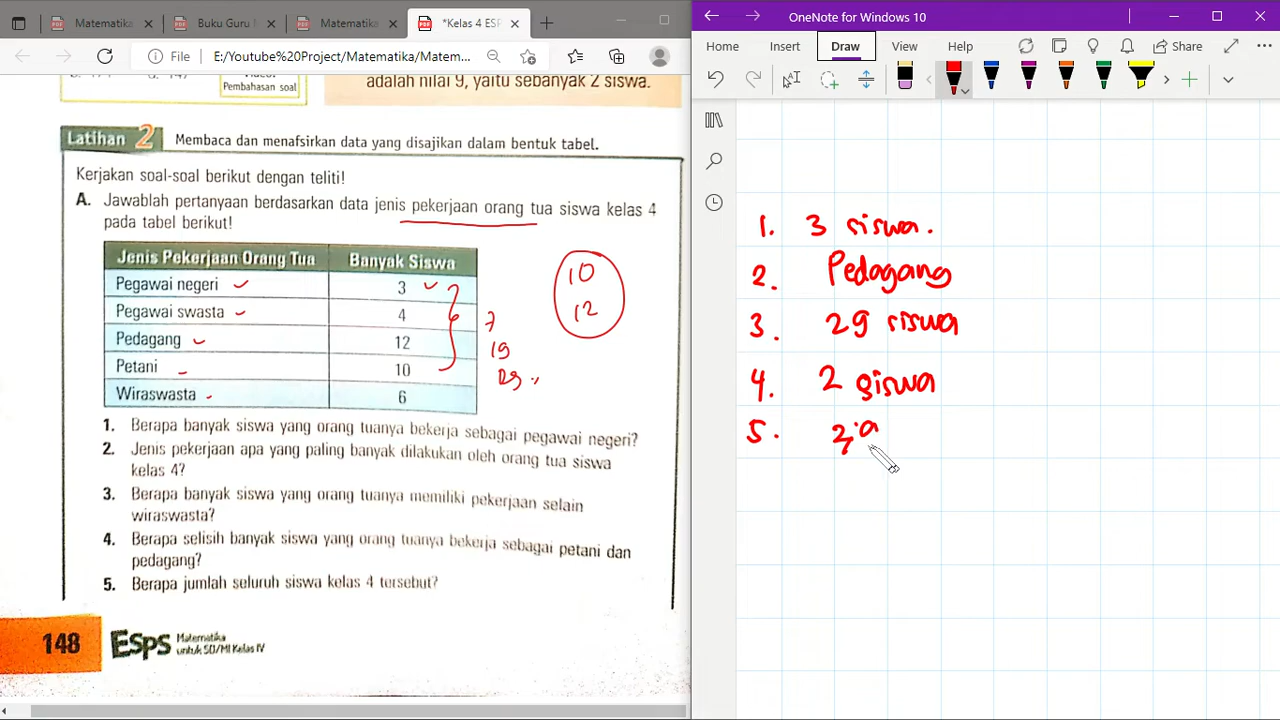 Matematika
Buku Guru M
Matematika
*Kelas 4 ESP
OneNote for Windows 10
File
E:/Youtube%20Project/Matematika/Matem...
Home
Insert
Draw
View
Help
Share
Pembahasan soal
adalah nilai 9, yaitu sebanyak 2 siswa.
Latihan 2
Membaca dan menafsirkan data yang disajikan dalam bentuk tabel.
Kerjakan soal-soal berikut dengan teliti!
A. Jawablah pertanyaan berdasarkan data jenis pekerjaan orang tua siswa kelas 4
pada tabel berikut!
Jenis Pekerjaan Orang Tua Banyak Siswa
Pegawai negeri 3
Pegawai swasta 4
Pedagang 12
Petani 10
Wiraswasta 6
10
12
7
19
29
1. Berapa banyak siswa yang orang tuanya bekerja sebagai pegawai negeri?
2. Jenis pekerjaan apa yang paling banyak dilakukan oleh orang tua siswa
kelas 4?
3. Berapa banyak siswa yang orang tuanya memiliki pekerjaan selain
wiraswasta?
4. Berapa selisih banyak siswa yang orang tuanya bekerja sebagai petani dan
pedagang?
5. Berapa jumlah seluruh siswa kelas 4 tersebut?
148
ESPS
Matematika
untuk SD/MI Kelas IV
1. 3 siswa.
2. Pedagang
3. 29 siswa
4. 2 siswa
5.